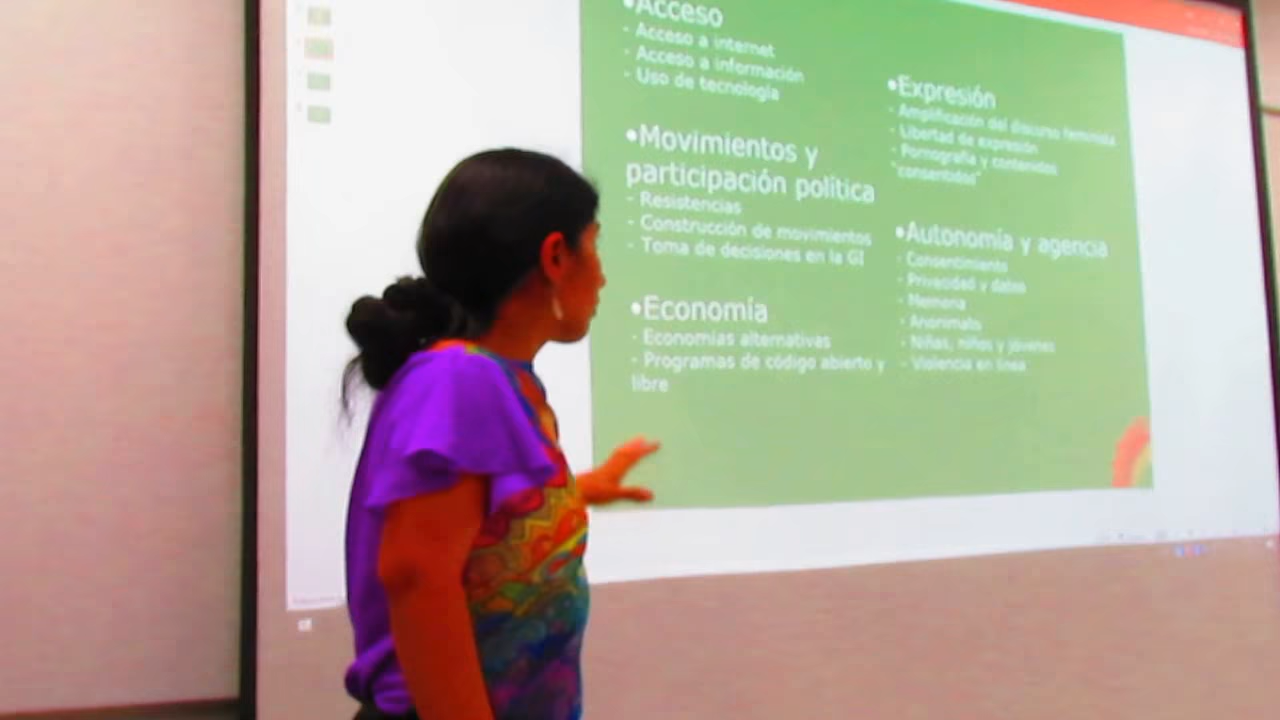 •Acceso
- Acceso a internet
- Acceso a información
- Uso de tecnología
•Movimientos y
participación política
- Resistencias
- Construcción de movimientos
- Toma de decisiones en la GI
•Economía
- Economías alternativas
- Programas de código abierto y
libre
•Expresión
- Amplificación del discurso feminista
- Libertad de expresión
- Pornografía y contenidos
"consentidos"
•Autonomía y agencia
- Consentimiento
- Privacidad y datos
- Memoria
- Anonimato
- Niñas, niños y jóvenes
- Violencia en línea